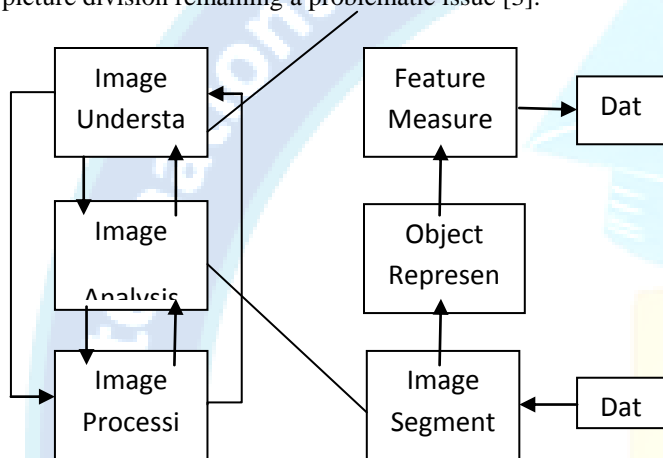 picture division remaining a problematic issue [3].
Image
Understa
Image
Analysis
Image
Processi
Feature
Measure
Object
Represen
Image
Segment
Dat
Dat